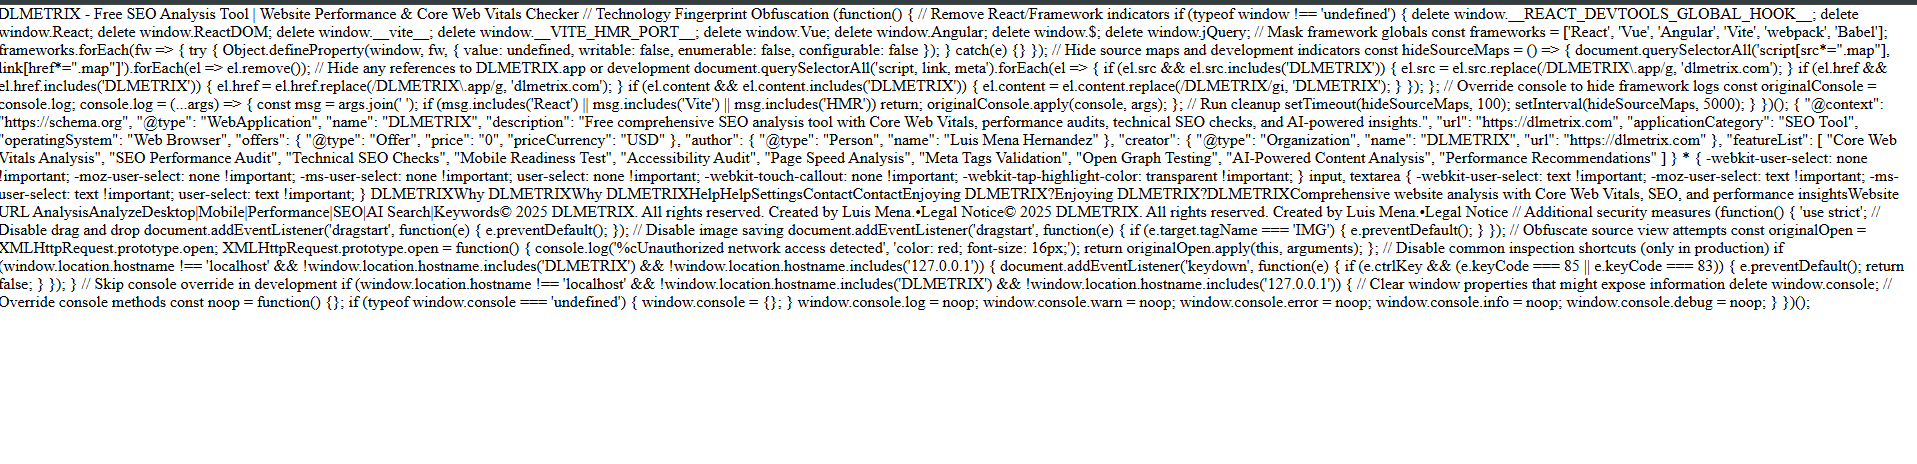 DLMETRIX - Free SEO Analysis Tool | Website Performance & Core Web Vitals Checker // Technology Fingerprint Obfuscation (function() { // Remove React/Framework indicators if (typeof window !== 'undefined') { delete window.__REACT_DEVTOOLS_GLOBAL_HOOK__; delete
window.React; delete window.ReactDOM; delete window.__vite__; delete window.__VITE_HMR_PORT__; delete window.Vue; delete window.Angular; delete window.$; delete window.jQuery; // Mask framework globals const frameworks = ['React', 'Vue', 'Angular', 'Vite', 'webpack', 'Babel'];
frameworks.forEach(fw => { try { Object.defineProperty(window, fw, { value: undefined, writable: false, enumerable: false, configurable: false }); } catch(e) {} }); // Hide source maps and development indicators const hideSourceMaps = () => { document.querySelectorAll('script[src*=".map"],
link[href*=".map"]').forEach(el => el.remove()); // Hide any references to DLMETRIX.app or development document.querySelectorAll('script, link, meta').forEach(el => { if (el.src && el.src.includes('DLMETRIX')) { el.src = el.src.replace(/DLMETRIX\.app/g, 'dlmetrix.com'); } if (el.href &&
el.href.includes('DLMETRIX')) { el.href = el.href.replace(/DLMETRIX\.app/g, 'dlmetrix.com'); } if (el.content && el.content.includes('DLMETRIX')) { el.content = el.content.replace(/DLMETRIX/gi, 'DLMETRIX'); } }); }; // Override console to hide framework logs const originalConsole =
console.log; console.log = (...args) => { const msg = args.join(' '); if (msg.includes('React') || msg.includes('Vite') || msg.includes('HMR')) return; originalConsole.apply(console, args); }; // Run cleanup setTimeout(hideSourceMaps, 100); setInterval(hideSourceMaps, 5000); } })(); { "@context":
"https://schema.org", "@type": "WebApplication", "name": "DLMETRIX", "description": "Free comprehensive SEO analysis tool with Core Web Vitals, performance audits, technical SEO checks, and AI-powered insights.", "url": "https://dlmetrix.com", "applicationCategory": "SEO Tool",
"operatingSystem": "Web Browser", "offers": { "@type": "Offer", "price": "0", "priceCurrency": "USD" }, "author": { "@type": "Person", "name": "Luis Mena Hernandez" }, "creator": { "@type": "Organization", "name": "DLMETRIX", "url": "https://dlmetrix.com" }, "featureList": [ "Core Web
Vitals Analysis", "SEO Performance Audit", "Technical SEO Checks", "Mobile Readiness Test", "Accessibility Audit", "Page Speed Analysis", "Meta Tags Validation", "Open Graph Testing", "AI-Powered Content Analysis", "Performance Recommendations" ] } * { -webkit-user-select: none
!important; -moz-user-select: none !important; -ms-user-select: none !important; user-select: none !important; -webkit-touch-callout: none !important; -webkit-tap-highlight-color: transparent !important; } input, textarea { -webkit-user-select: text !important; -moz-user-select: text !important; -ms-
user-select: text !important; user-select: text !important; } DLMETRIXWhy DLMETRIXWhy DLMETRIXHelpHelpSettingsContactContactEnjoying DLMETRIX?Enjoying DLMETRIX?DLMETRIXComprehensive website analysis with Core Web Vitals, SEO, and performance insightsWebsite
URL AnalysisAnalyzeDesktop|Mobile|Performance|SEO|AI Search|Keywords© 2025 DLMETRIX. All rights reserved. Created by Luis Mena.•Legal Notice© 2025 DLMETRIX. All rights reserved. Created by Luis Mena.•Legal Notice // Additional security measures (function() { 'use strict'; //
Disable drag and drop document.addEventListener('dragstart', function(e) { e.preventDefault(); }); // Disable image saving document.addEventListener('dragstart', function(e) { if (e.target.tagName === 'IMG') { e.preventDefault(); } }); // Obfuscate source view attempts const originalOpen =
XMLHttpRequest.prototype.open; XMLHttpRequest.prototype.open = function() { console.log('%cUnauthorized network access detected', 'color: red; font-size: 16px;'); return originalOpen.apply(this, arguments); }; // Disable common inspection shortcuts (only in production) if
(window.location.hostname !== 'localhost' && !window.location.hostname.includes('DLMETRIX') && !window.location.hostname.includes('127.0.0.1')) { document.addEventListener('keydown', function(e) { if (e.ctrlKey && (e.keyCode === 85 || e.keyCode === 83)) { e.preventDefault(); return
false; } }); } // Skip console override in development if (window.location.hostname !== 'localhost' && !window.location.hostname.includes('DLMETRIX') && !window.location.hostname.includes('127.0.0.1')) { // Clear window properties that might expose information delete window.console; //
Override console methods const noop = function() {}; if (typeof window.console === 'undefined') { window.console = {}; } window.console.log = noop; window.console.warn = noop; window.console.error = noop; window.console.info = noop; window.console.debug = noop; } })();